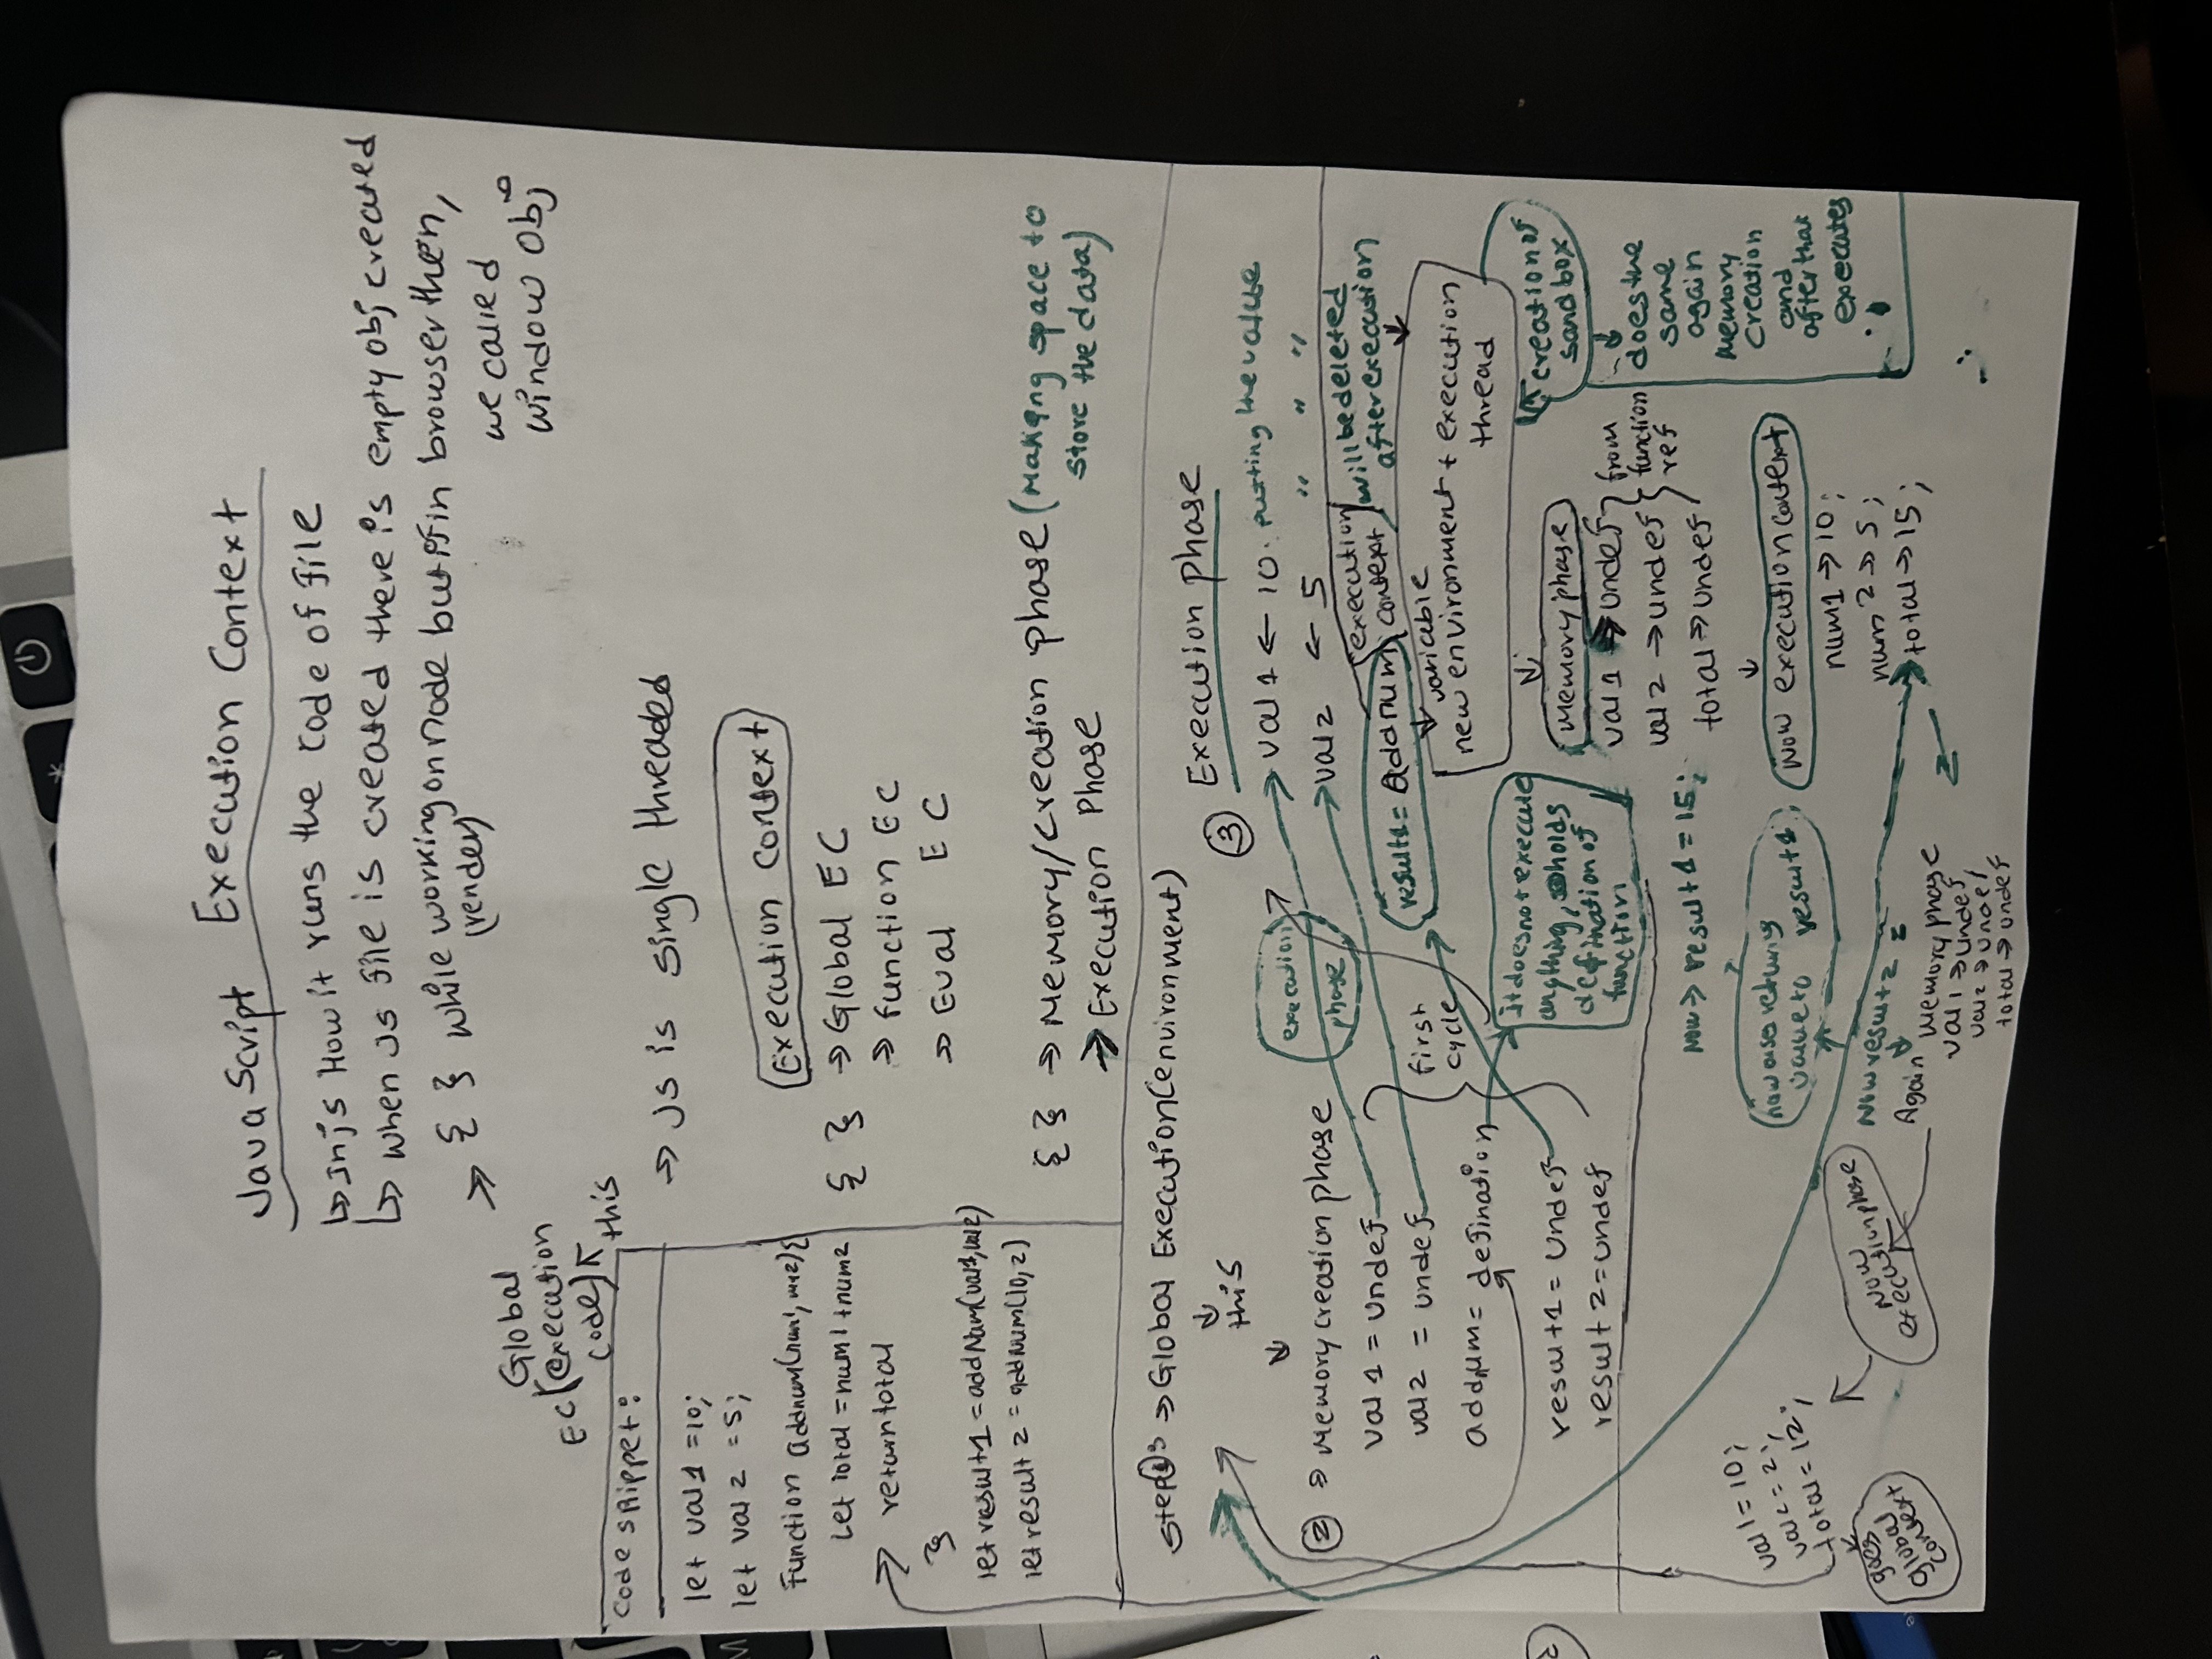 JavaScript Execution Context
↳ In js How it runs the code of file
↳ when Js file is created there is empty obj created
⇒ { } while working on node but if in browser then,
(render)
we called
window obj
Global
EC (execution
code)
this
Code snippet:
let val1 = 10;
let val2 = 5;
Function addnum(num1, num2){
Let total = num1 + num2
return total
}
let result1 = addNum(val1, val2)
let result2 = addNum(10, 2)
⇒ Js is single threaded
Execution Context
{ } ⇒ Global EC
⇒ function EC
⇒ Eval EC
{ } ⇒ Memory/creation phase (Making space to
store the data)
→ Execution Phase
Step 1: ⇒ Global Execution (environment)
↓
this
↓
2 ⇒ Memory creation phase
val1 = undef
val2 = undef
addnum = defination
result1 = undef
result2 = undef
first
cycle
execution
phase
It does not execute
anything, holds
defination of
function
3 Execution phase
val1 ← 10. putting the value
val2 ← 5 " " "
result1 = addnum
execution
context
will be deleted
after execution
variable
new environment + execution
thread
↓
memory phase
val1 → undef
val2 → undef
total → undef
from
function
ref
↓
Now execution context
num1 → 10;
num2 → 5;
total → 15;
creation of
sandbox
↓
does the
same
again
Memory
Creation
and
after that
executes
Now → result1 = 15;
now returing
value to result1
Now result2 =
Again memory phase
val1 → undef
val2 → undef
total → undef
Now
execution phase
val1 = 10;
val2 = 2;
total = 12;
goes
global
context